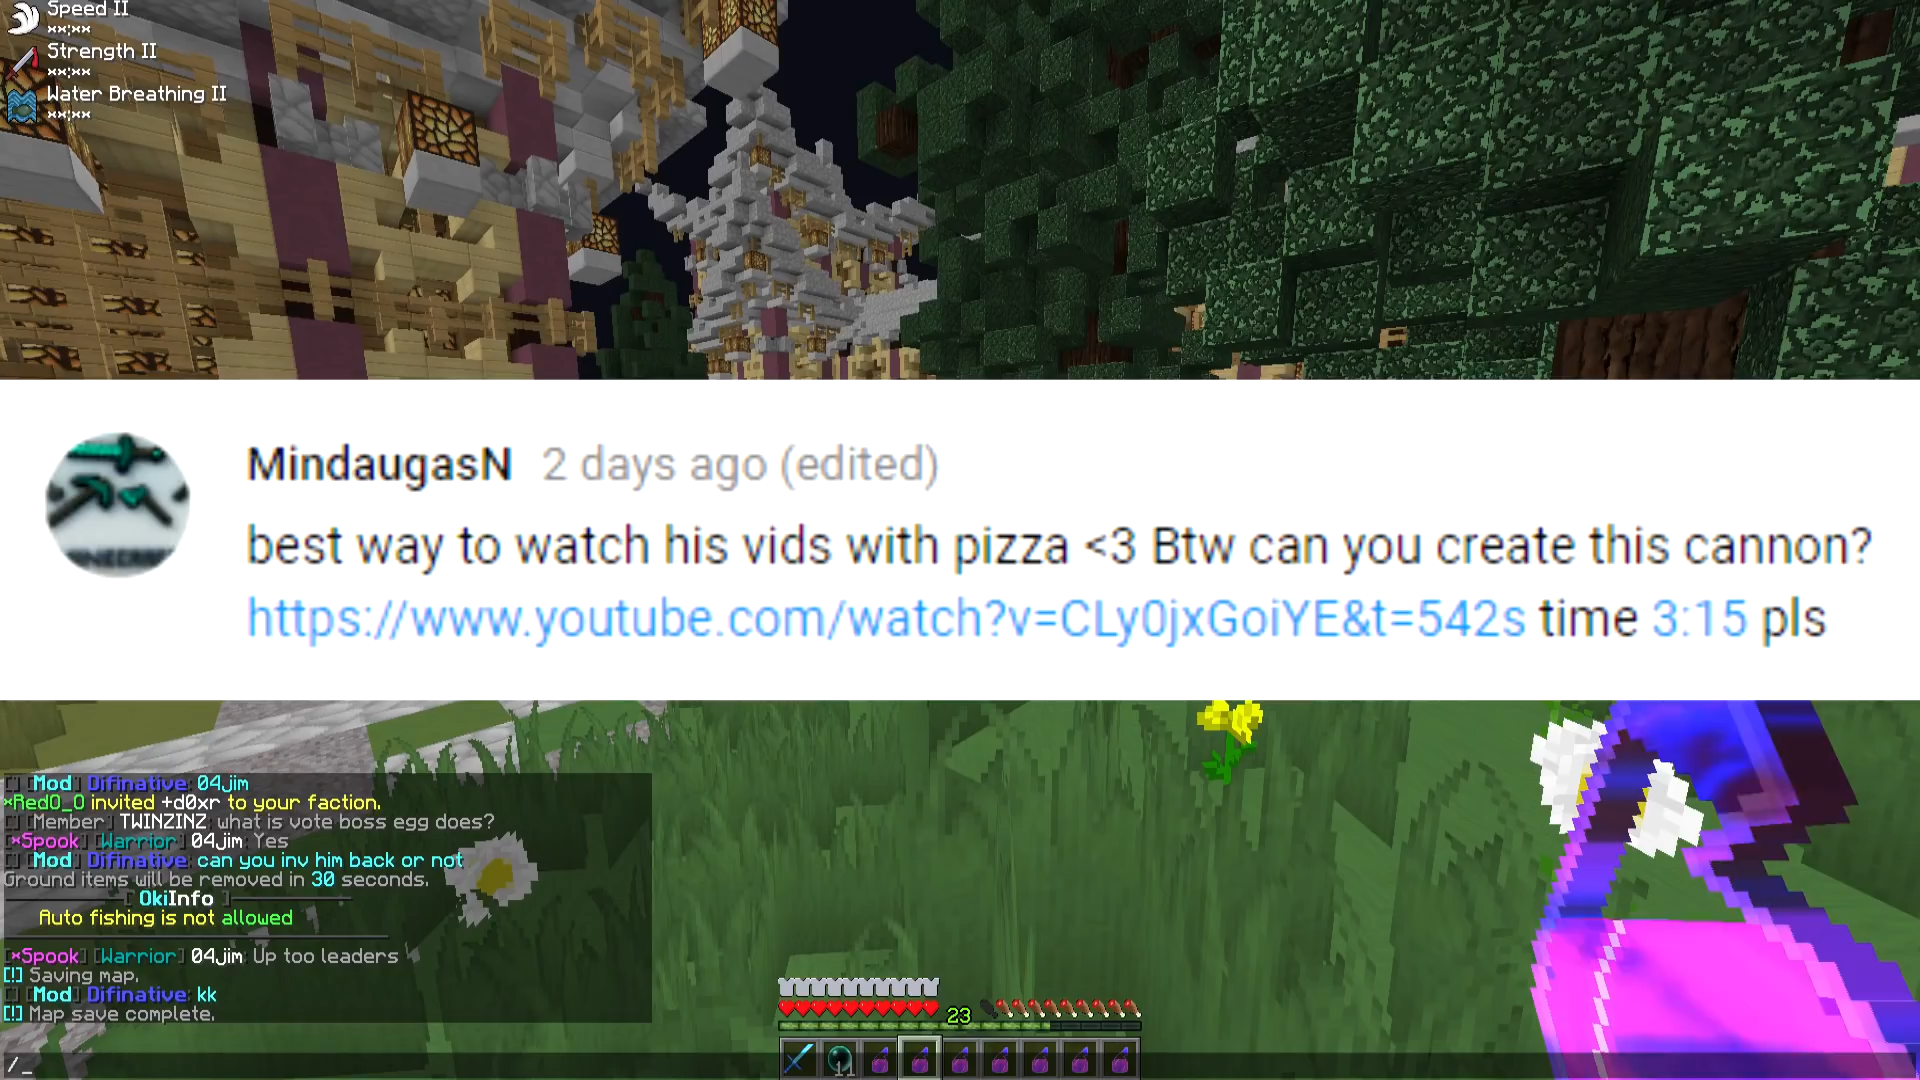 Speed II
**:**
Strength II
**:**
Water Breathing II
**:**
MindaugasN 2 days ago (edited)
best way to watch his vids with pizza <3 Btw can you create this cannon?
https://www.youtube.com/watch?v=CLy0jxGoiYE&t=542s time 3:15 pls
[Mod] Difinative: 04jim
*RedO_O invited +d0xr to your faction.
[Member] TWINZINZ: what is vote boss egg does?
[*Spook] [Warrior] 04jim: Yes
[Mod] Difinative: can you inv him back or not
Ground items will be removed in 30 seconds.
[ OkiInfo ]
Auto fishing is not allowed
[*Spook] [Warrior] 04jim: Up too leaders
[!] Saving map.
[Mod] Difinative: kk
[!] Map save complete.
23
11
/_